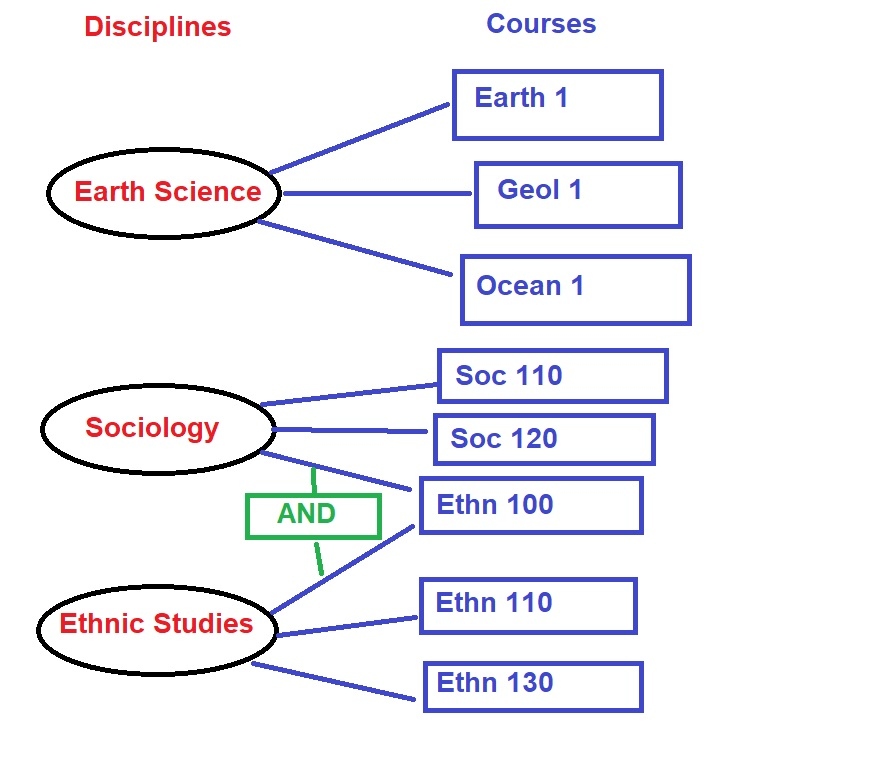 Disciplines
Courses
Earth Science
Earth 1
Geol 1
Ocean 1
Sociology
Soc 110
Soc 120
AND
Ethn 100
Ethnic Studies
Ethn 110
Ethn 130